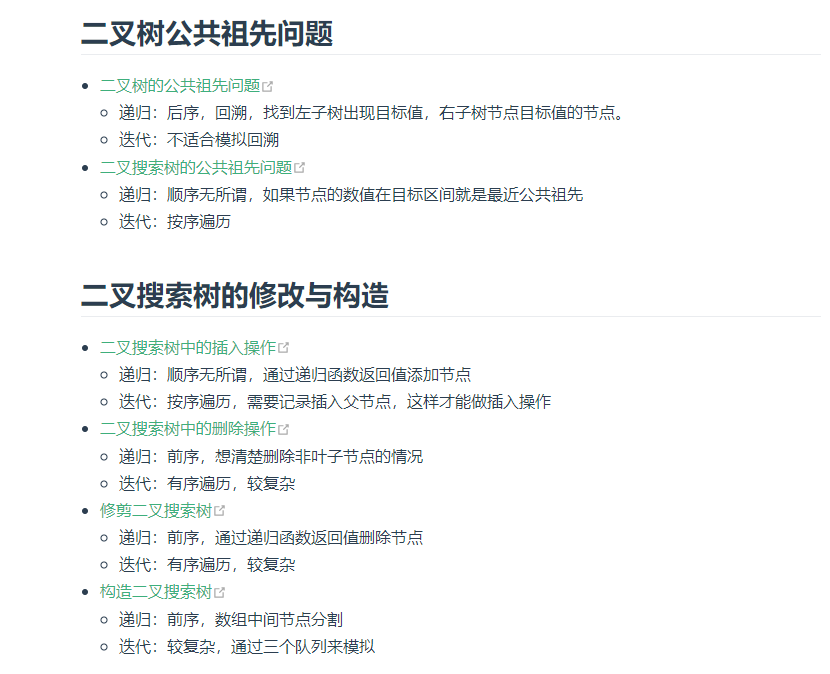 二叉树公共祖先问题
二叉树的公共祖先问题
递归：后序，回溯，找到左子树出现目标值，右子树节点目标值的节点。
迭代：不适合模拟回溯
二叉搜索树的公共祖先问题
递归：顺序无所谓，如果节点的数值在目标区间就是最近公共祖先
迭代：按序遍历
二叉搜索树的修改与构造
二叉搜索树中的插入操作
递归：顺序无所谓，通过递归函数返回值添加节点
迭代：按序遍历，需要记录插入父节点，这样才能做插入操作
二叉搜索树中的删除操作
递归：前序，想清楚删除非叶子节点的情况
迭代：有序遍历，较复杂
修剪二叉搜索树
递归：前序，通过递归函数返回值删除节点
迭代：有序遍历，较复杂
构造二叉搜索树
递归：前序，数组中间节点分割
迭代：较复杂，通过三个队列来模拟